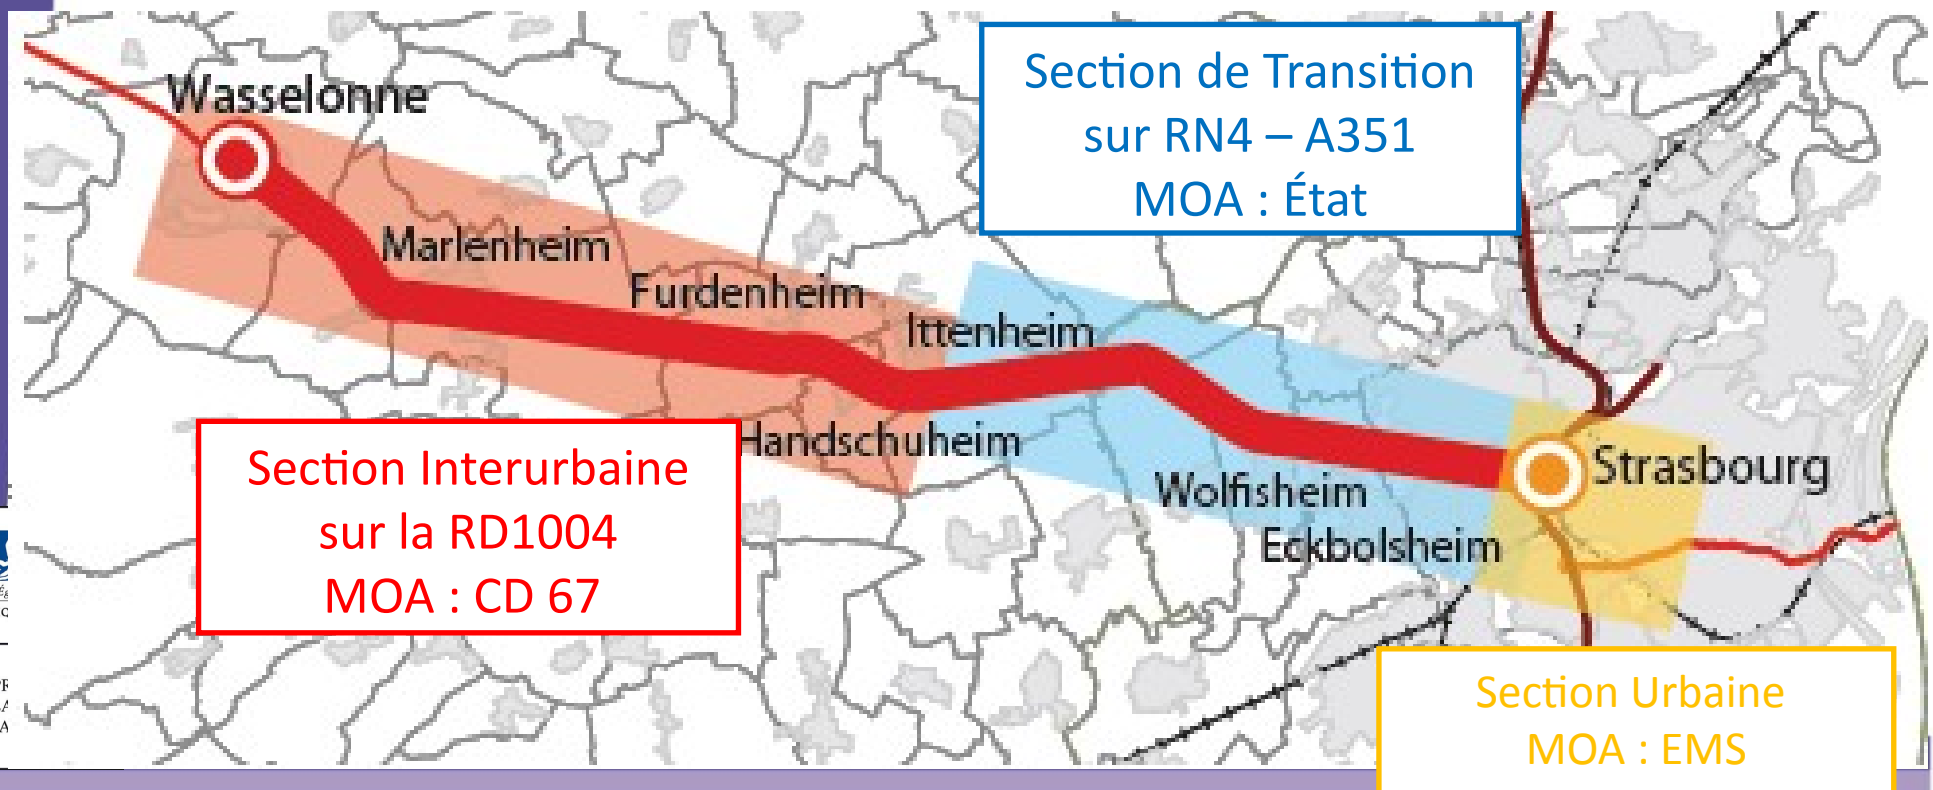 Wasselonne
Section de Transition
sur RN4 – A351
MOA : État
Marlenheim
Furdenheim
Ittenheim
Handschuheim
Strasbourg
Wolfisheim
Eckbolsheim
Section Interurbaine
sur la RD1004
MOA : CD 67
Section Urbaine
MOA : EMS